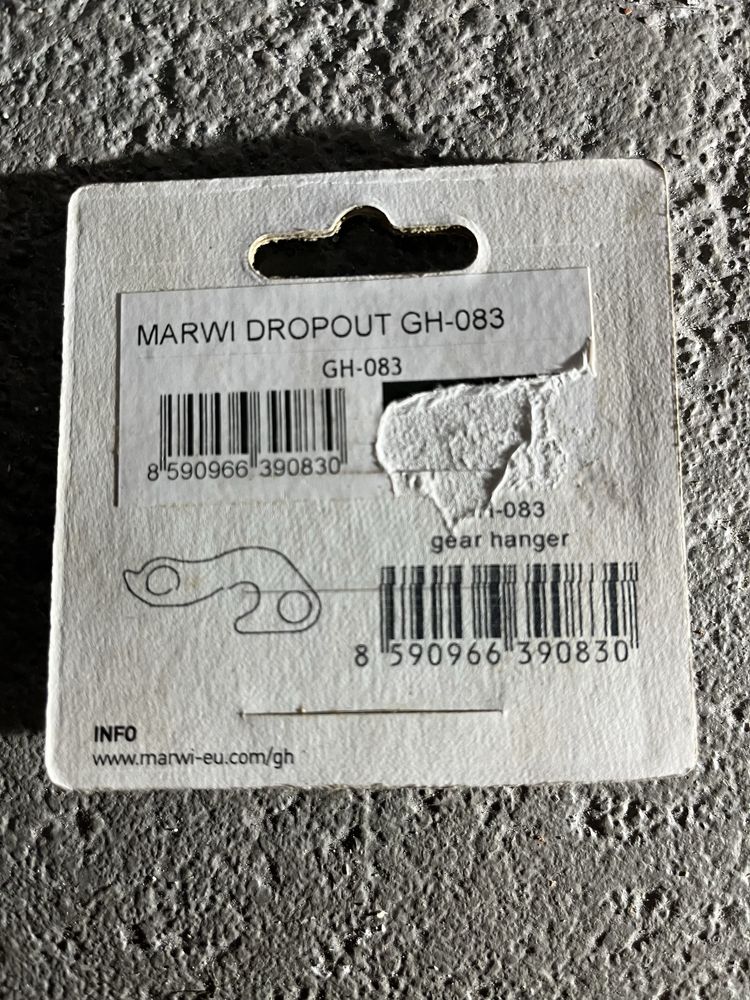 MARWI DROPOUT GH-083
GH-083
8 590966 390830
-083
gear hanger
8 590966 390830
INFO
www.marwi-eu.com/gh